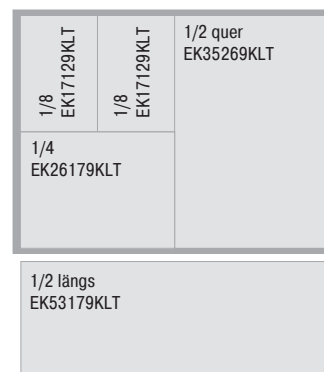 1/8
EK17129KLT
1/8
EK17129KLT
1/2 quer
EK35269KLT
1/4
EK26179KLT
1/2 längs
EK53179KLT